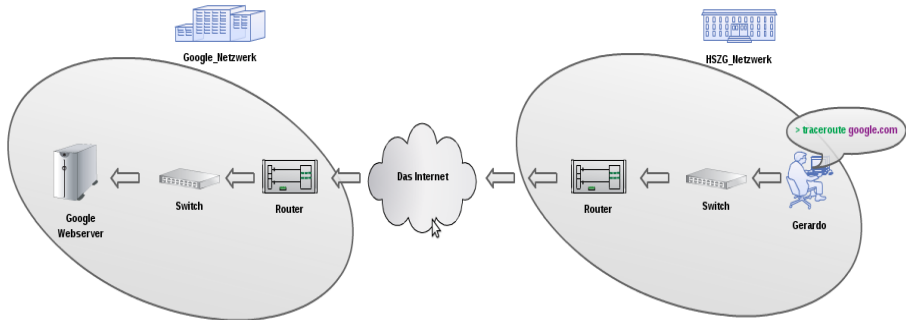 Google_Netzwerk
HSZG_Netzwerk
> traceroute google.com
Das Internet
Google
Webserver
Switch
Router
Router
Switch
Gerardo